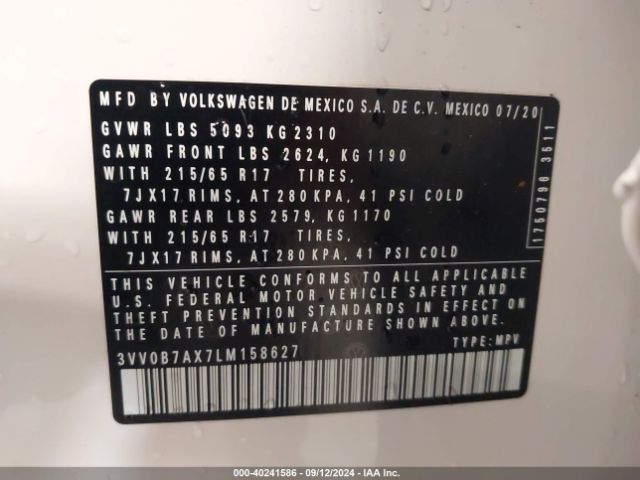 MFD BY VOLKSWAGEN DE MEXICO S.A. DE C.V. MEXICO 07/20
GVWR LBS 5093 KG 2310
GAWR FRONT LBS 2624, KG 1190
WITH 215/65 R17 TIRES,
7JX17 RIMS, AT 280 KPA, 41 PSI COLD
GAWR REAR LBS 2579, KG 1170
WITH 215/65 R17 TIRES,
7JX17 RIMS, AT 280 KPA, 41 PSI COLD
THIS VEHICLE CONFORMS TO ALL APPLICABLE
U.S. FEDERAL MOTOR VEHICLE SAFETY AND
THEFT PREVENTION STANDARDS IN EFFECT ON
THE DATE OF MANUFACTURE SHOWN ABOVE.
3VV0B7AX7LM158627 TYPE: MPV
1750796 3511
000-40241586 - 09/12/2024 - IAA Inc.